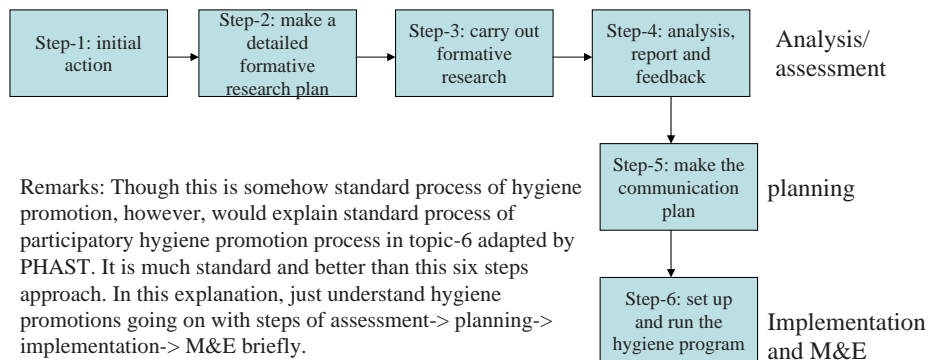 Step-1: initial
action
Step-2: make a
detailed
formative
research plan
Step-3: carry out
formative
research
Step-4: analysis,
report and
feedback
Analysis/
assessment
Step-5: make the
communication
plan
planning
Remarks: Though this is somehow standard process of hygiene
promotion, however, would explain standard process of
participatory hygiene promotion process in topic-6 adapted by
PHAST. It is much standard and better than this six steps
approach. In this explanation, just understand hygiene
promotions going on with steps of assessment-> planning->
implementation-> M&E briefly.
Step-6: set up
and run the
hygiene program
Implementation
and M&E